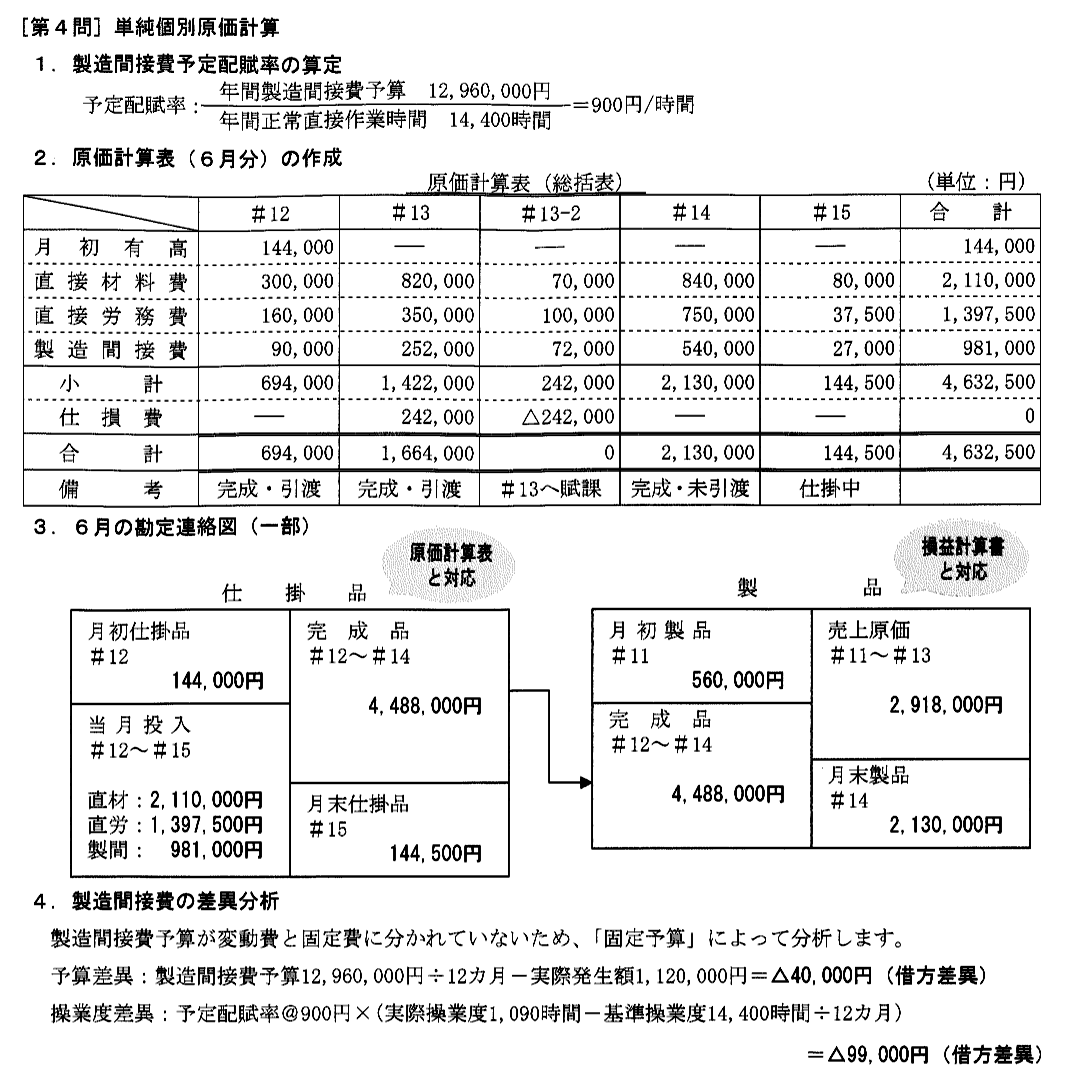 ［第４問］単純個別原価計算
１．製造間接費予定配賦率の算定
予定配賦率：年間製造間接費予算 12,960,000円
年間正常直接作業時間 14,400時間 ＝900円/時間
２．原価計算表（６月分）の作成
原価計算表（総括表） （単位：円）
＃12 ＃13 ＃13-2 ＃14 ＃15 合計
月初有高 144,000 ― ― ― ― 144,000
直接材料費 300,000 820,000 70,000 840,000 80,000 2,110,000
直接労務費 160,000 350,000 100,000 750,000 37,500 1,397,500
製造間接費 90,000 252,000 72,000 540,000 27,000 981,000
小計 694,000 1,422,000 242,000 2,130,000 144,500 4,632,500
仕損費 ― 242,000 △242,000 ― ― 0
合計 694,000 1,664,000 0 2,130,000 144,500 4,632,500
備考 完成・引渡 完成・引渡 ＃13へ賦課 完成・未引渡 仕掛中
３．６月の勘定連絡図（一部）
原価計算表
と対応
仕掛品
月初仕掛品
＃12
144,000円
当月投入
＃12～＃15
直材：2,110,000円
直労：1,397,500円
製間： 981,000円
完成品
＃12～＃14
4,488,000円
月末仕掛品
＃15
144,500円
損益計算書
と対応
製品
月初製品
＃11
560,000円
完成品
＃12～＃14
4,488,000円
売上原価
＃11～＃13
2,918,000円
月末製品
＃14
2,130,000円
４．製造間接費の差異分析
製造間接費予算が変動費と固定費に分かれていないため、「固定予算」によって分析します。
予算差異：製造間接費予算12,960,000円÷12カ月－実際発生額1,120,000円＝△40,000円（借方差異）
操業度差異：予定配賦率@900円×（実際操業度1,090時間－基準操業度14,400時間÷12カ月）
＝△99,000円（借方差異）